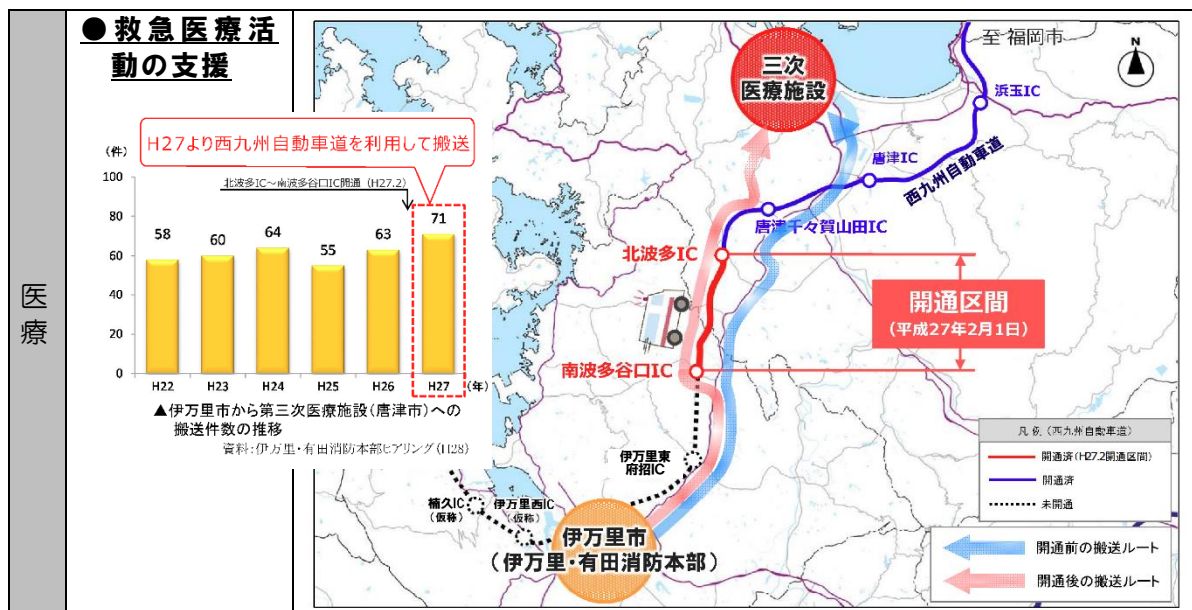 医療
●救急医療活
動の支援
H27より西九州自動車道を利用して搬送
(件)
北波多IC～南波多谷口IC開通（H27.2）
100
80
60
40
20
0
58
60
64
55
63
71
H22
H23
H24
H25
H26
H27
(年)
▲伊万里市から第三次医療施設(唐津市)への
搬送件数の推移
資料:伊万里・有田消防本部ヒアリング(H28)
至 福岡市
N
三次
医療施設
浜玉IC
唐津IC
西九州自動車道
唐津千々賀山田IC
北波多IC
開通区間
(平成27年2月1日)
南波多谷口IC
伊万里東
府招IC
楠久IC
(仮称)
伊万里西IC
(仮称)
伊万里市
(伊万里・有田消防本部)
凡 例（西九州自動車道）
開通済(H27.2開通区間)
開通済
未開通
開通前の搬送ルート
開通後の搬送ルート